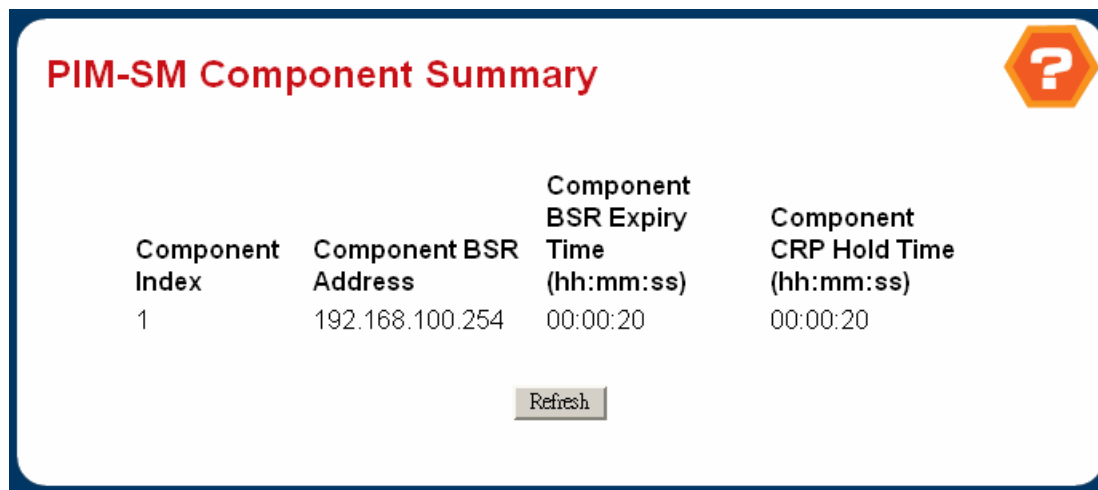 PIM-SM Component Summary
?
Component
Index
Component BSR
Address
Component
BSR Expiry
Time
(hh:mm:ss)
Component
CRP Hold Time
(hh:mm:ss)
1 192.168.100.254 00:00:20 00:00:20
Refresh